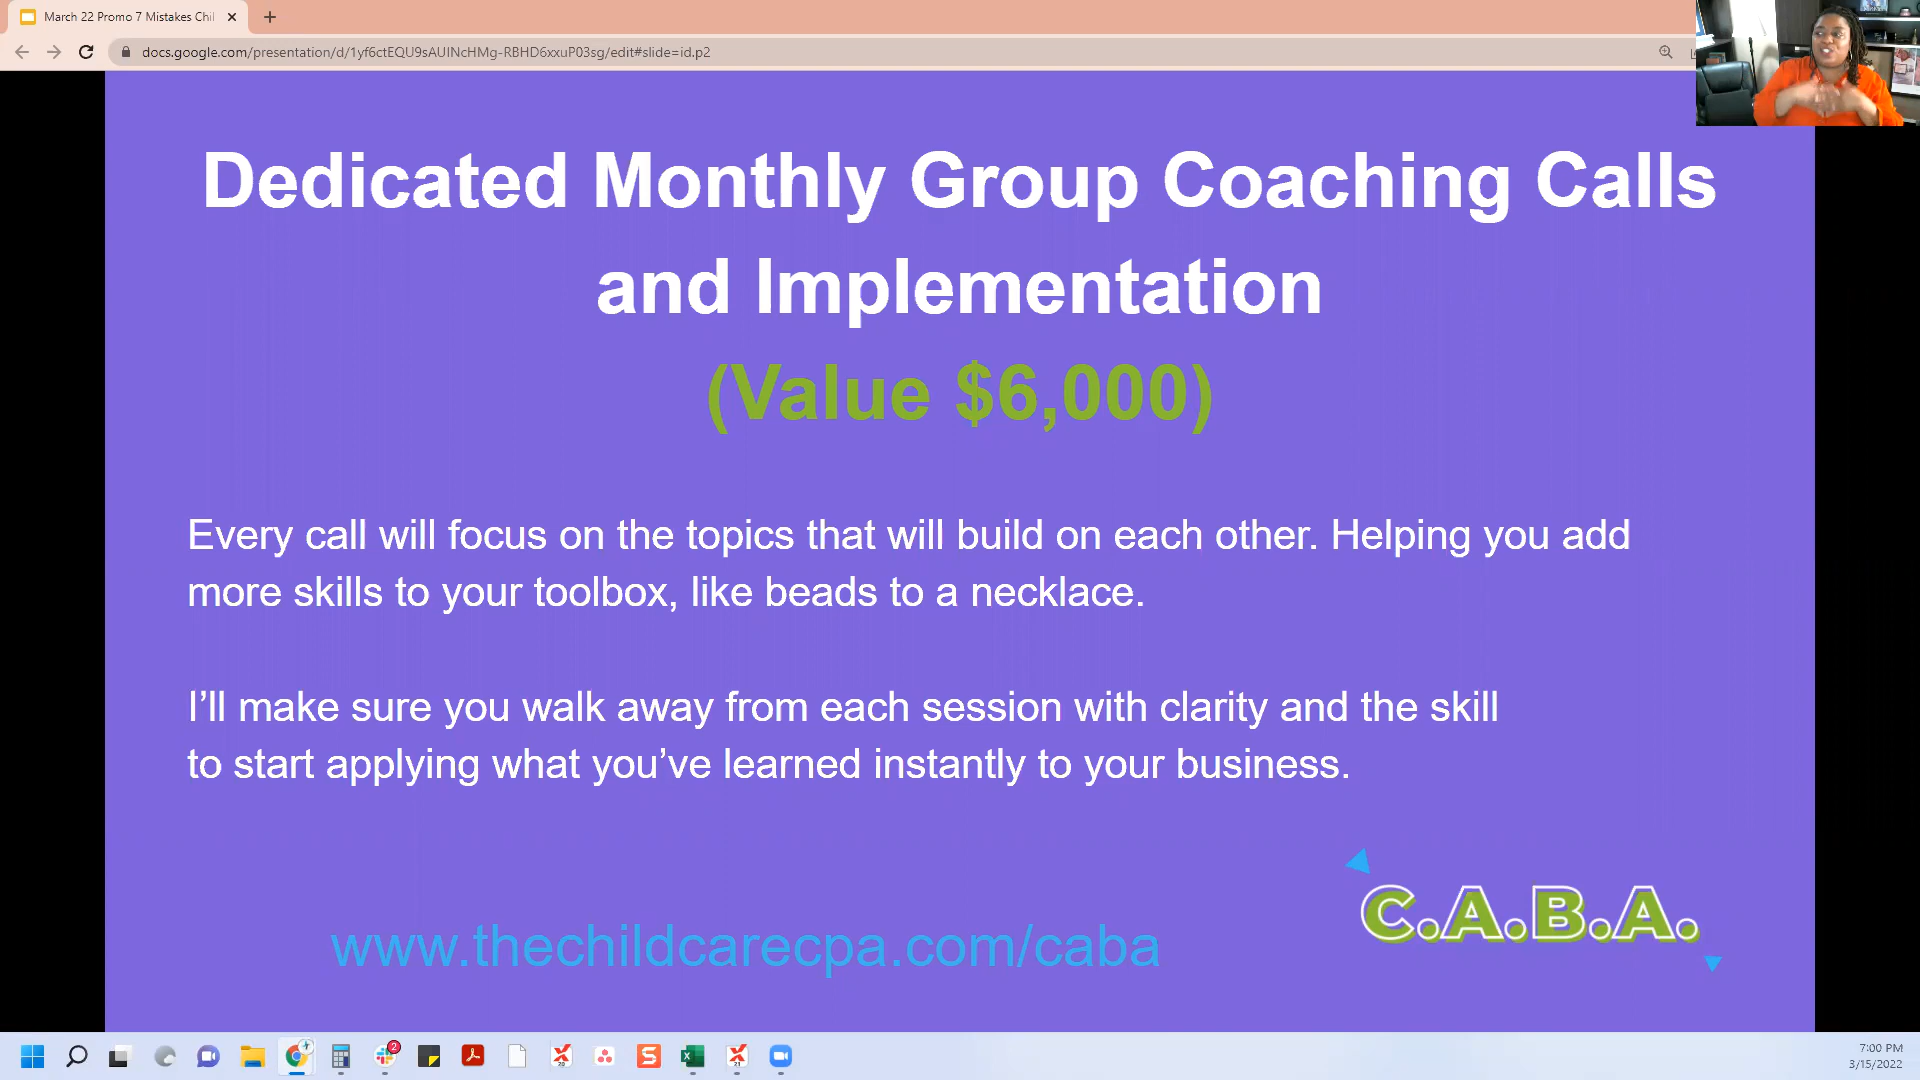 March 22 Promo 7 Mistakes Chil
docs.google.com/presentation/d/1yf6ctEQU9sAUINcHMg-RBHD6xxuP03sg/edit#slide=id.p2
Dedicated Monthly Group Coaching Calls
and Implementation
(Value $6,000)
Every call will focus on the topics that will build on each other. Helping you add
more skills to your toolbox, like beads to a necklace.
I’ll make sure you walk away from each session with clarity and the skill
to start applying what you’ve learned instantly to your business.
C.A.B.A.
www.thechildcarecpa.com/caba
2
20
S
21
7:00 PM
3/15/2022